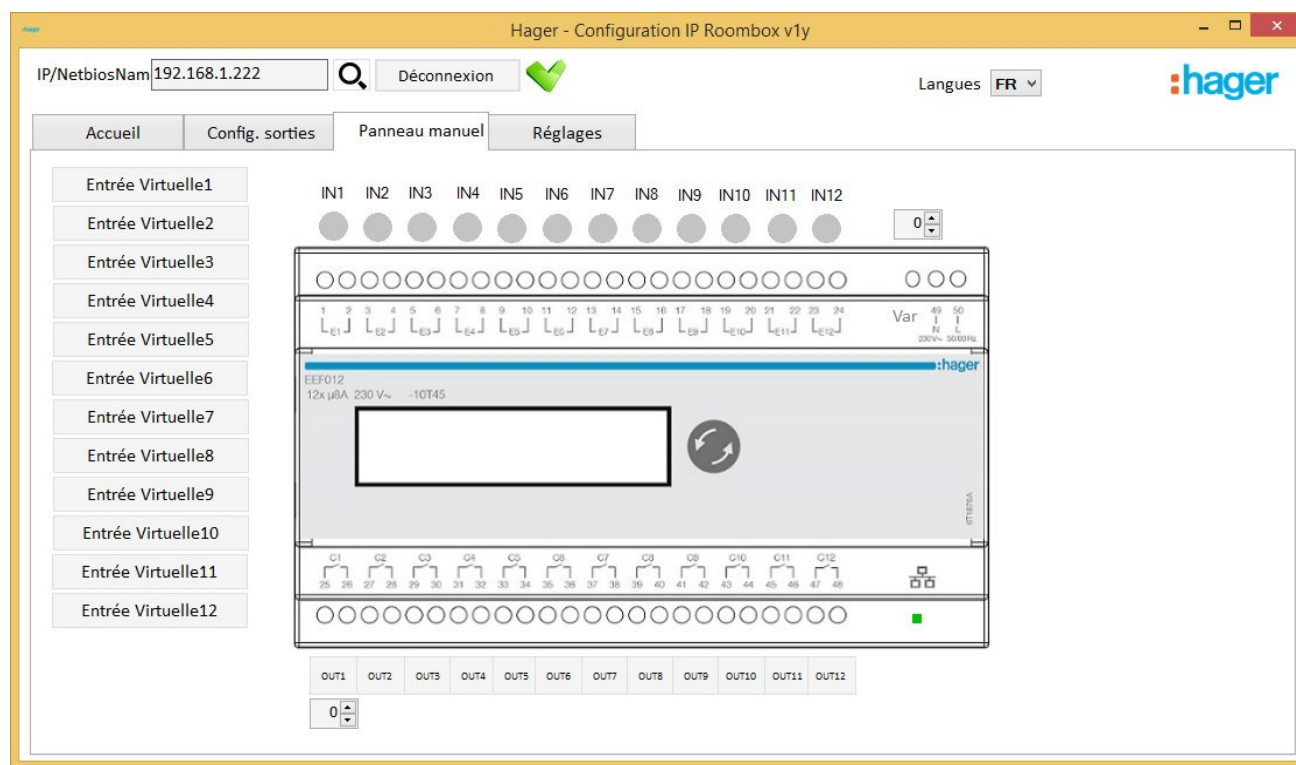 hager
Hager - Configuration IP Roombox v1y
IP/NetbiosNam 192.168.1.222 Déconnexion Langues FR :hager
Accueil Config. sorties Panneau manuel Réglages
Entrée Virtuelle1
Entrée Virtuelle2
Entrée Virtuelle3
Entrée Virtuelle4
Entrée Virtuelle5
Entrée Virtuelle6
Entrée Virtuelle7
Entrée Virtuelle8
Entrée Virtuelle9
Entrée Virtuelle10
Entrée Virtuelle11
Entrée Virtuelle12
IN1 IN2 IN3 IN4 IN5 IN6 IN7 IN8 IN9 IN10 IN11 IN12
0
1 2 3 4 5 6 7 8 9 10 11 12 13 14 15 16 17 18 19 20 21 22 23 24 Var 49 50
E1 E2 E3 E4 E5 E6 E7 E8 E9 E10 E11 E12 N L
230V~ 50/60Hz
:hager
EEF012
12x µ8A 230 V~ -10T45
6T1876A
C1 C2 C3 C4 C5 C6 C7 C8 C9 C10 C11 C12
25 26 27 28 29 30 31 32 33 34 35 36 37 38 39 40 41 42 43 44 45 46 47 48
OUT1 OUT2 OUT3 OUT4 OUT5 OUT6 OUT7 OUT8 OUT9 OUT10 OUT11 OUT12
0